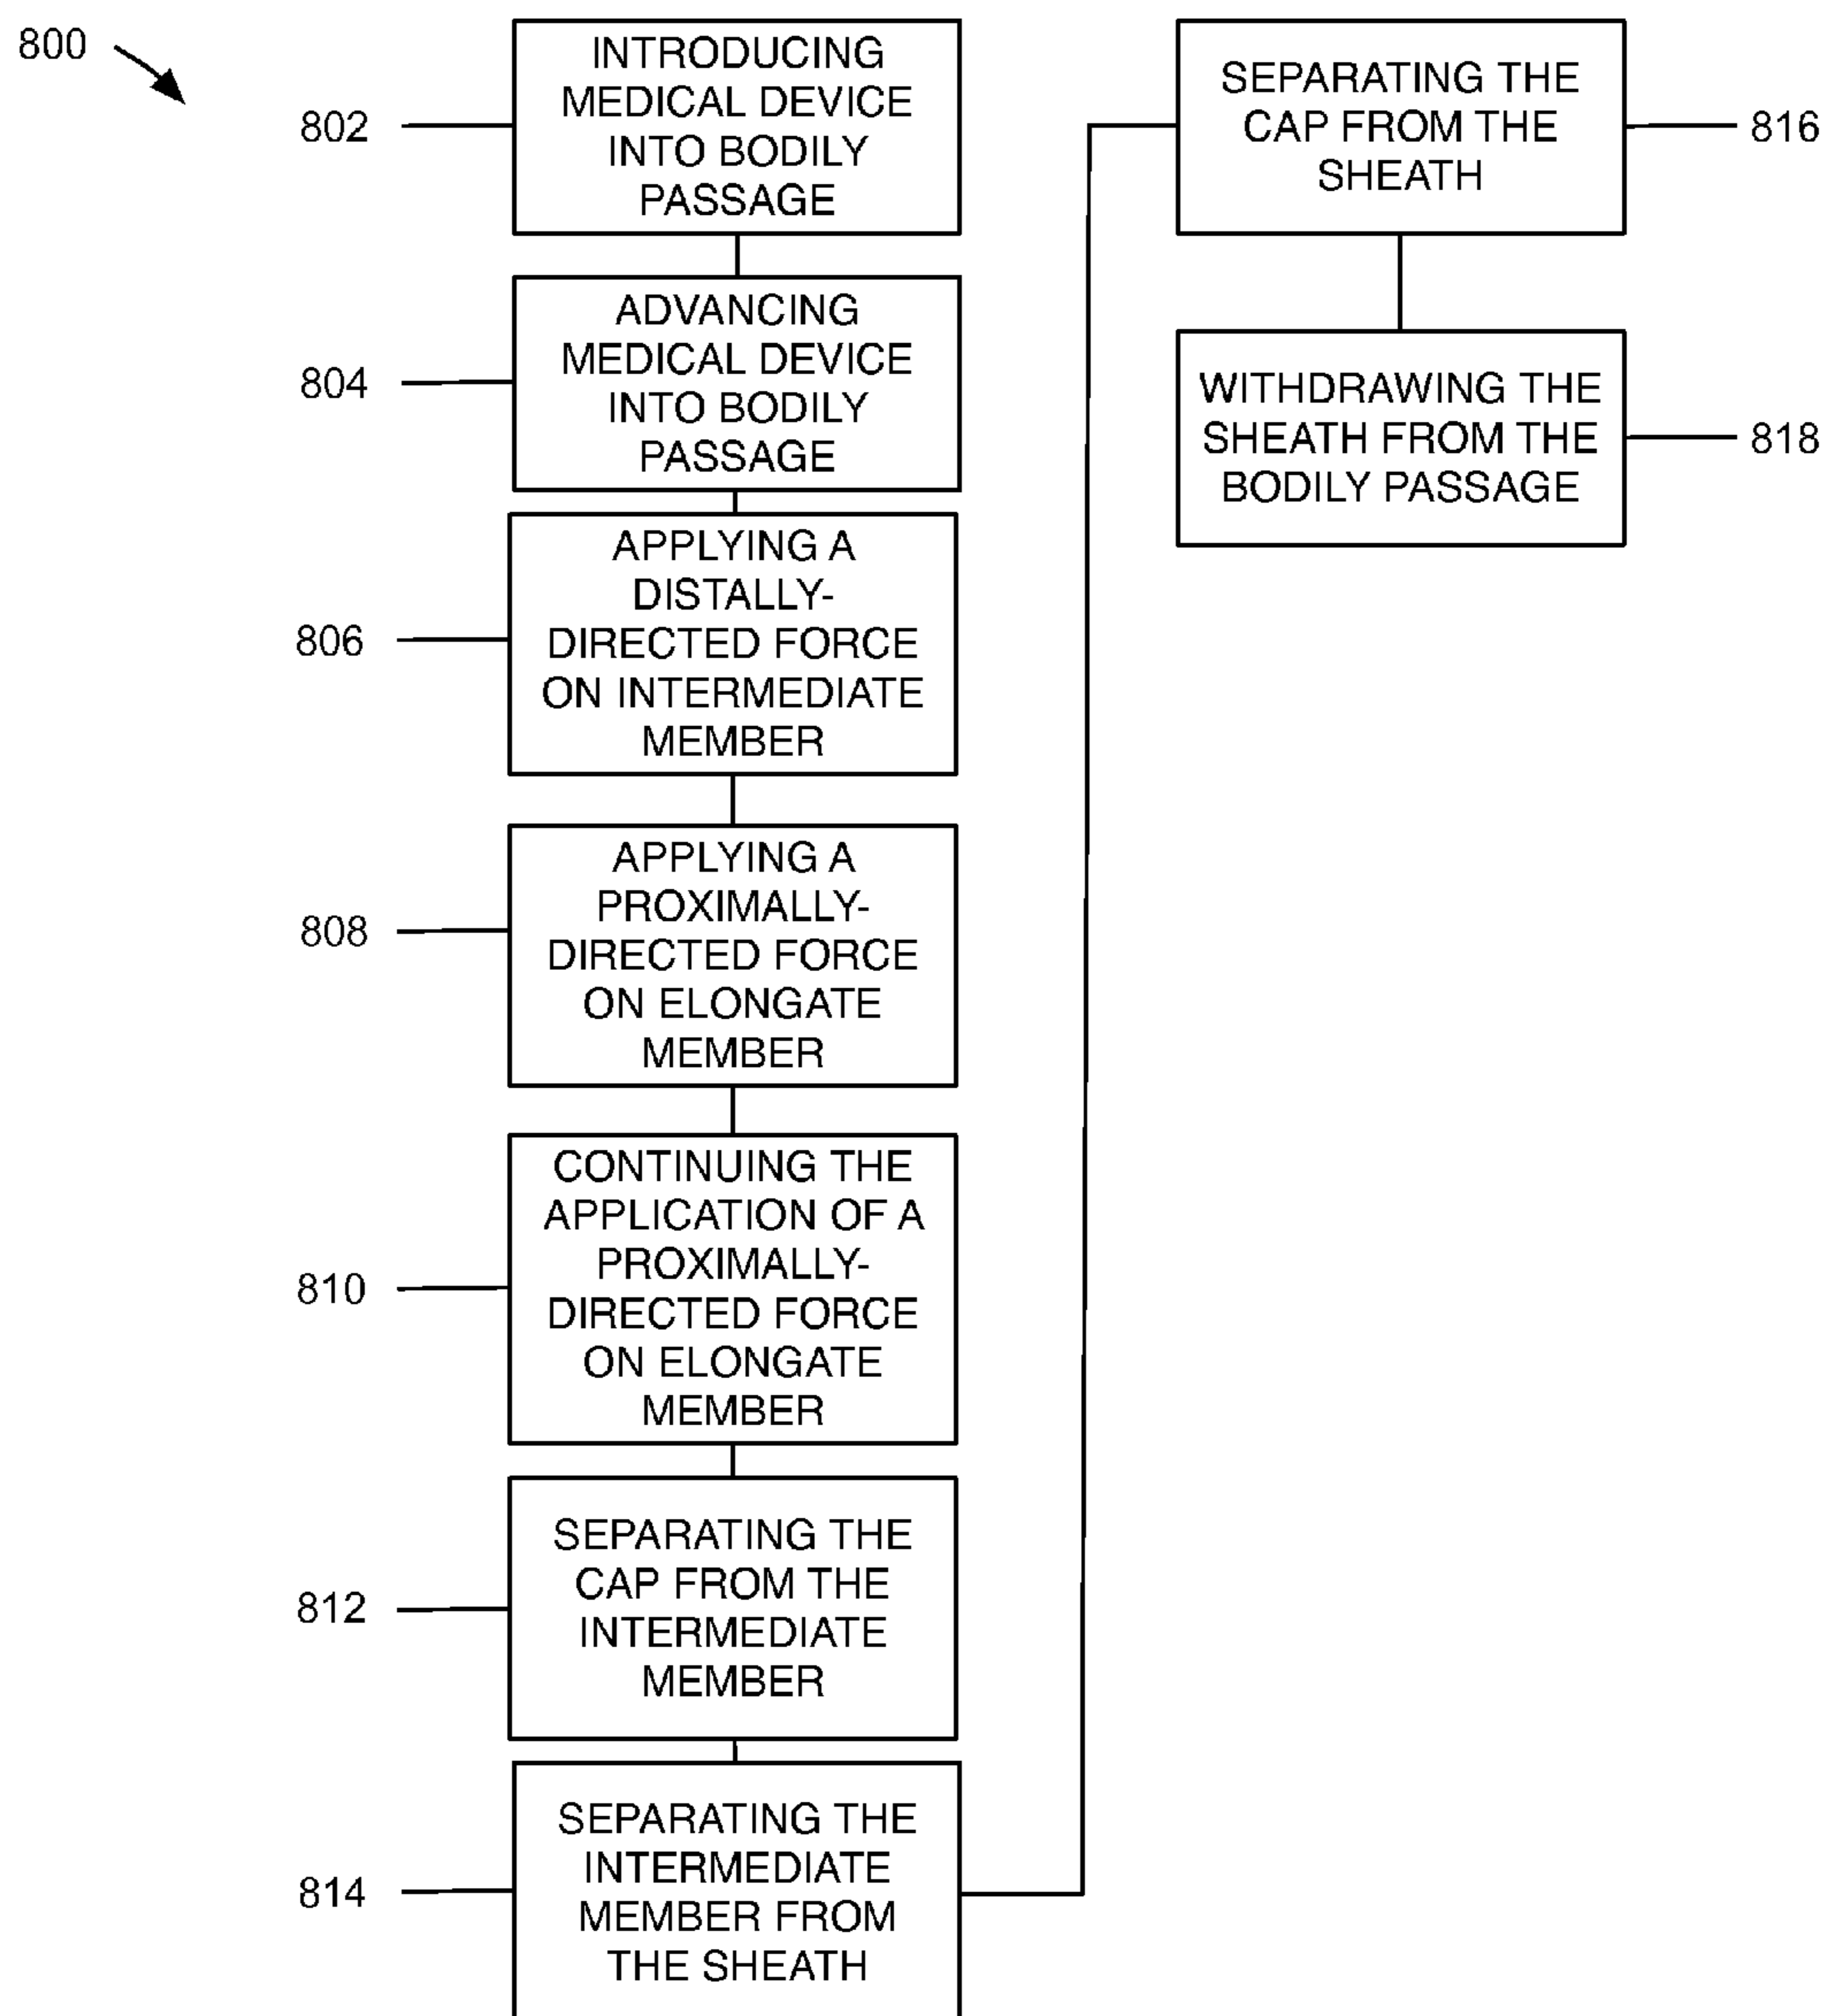 800
802
INTRODUCING
MEDICAL DEVICE
INTO BODILY
PASSAGE
804
ADVANCING
MEDICAL DEVICE
INTO BODILY
PASSAGE
806
APPLYING A
DISTALLY-
DIRECTED FORCE
ON INTERMEDIATE
MEMBER
808
APPLYING A
PROXIMALLY-
DIRECTED FORCE
ON ELONGATE
MEMBER
810
CONTINUING THE
APPLICATION OF A
PROXIMALLY-
DIRECTED FORCE
ON ELONGATE
MEMBER
812
SEPARATING THE
CAP FROM THE
INTERMEDIATE
MEMBER
814
SEPARATING THE
INTERMEDIATE
MEMBER FROM
THE SHEATH
SEPARATING THE
CAP FROM THE
SHEATH
816
WITHDRAWING THE
SHEATH FROM THE
BODILY PASSAGE
818